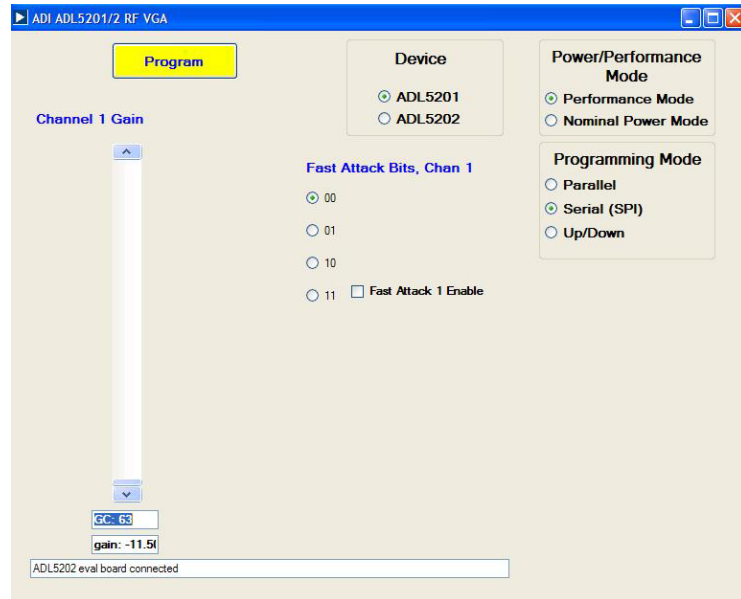 ADI ADL5201/2 RF VGA
Program
Device
ADL5201
ADL5202
Power/Performance
Mode
Performance Mode
Nominal Power Mode
Channel 1 Gain
Fast Attack Bits, Chan 1
00
01
10
11
Fast Attack 1 Enable
Programming Mode
Parallel
Serial (SPI)
Up/Down
GC: 63
gain: -11.5(
ADL5202 eval board connected